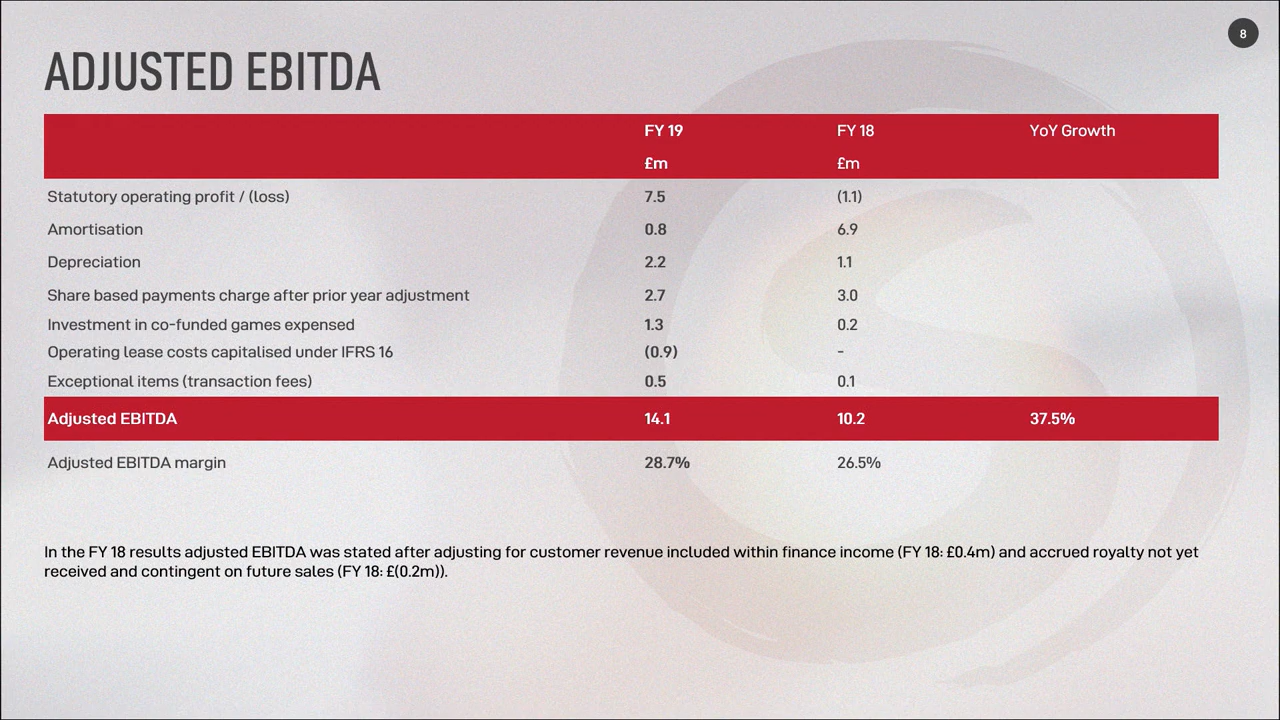 8
ADJUSTED EBITDA
FY 19 FY 18 YoY Growth
£m £m
Statutory operating profit / (loss) 7.5 (1.1)
Amortisation 0.8 6.9
Depreciation 2.2 1.1
Share based payments charge after prior year adjustment 2.7 3.0
Investment in co-funded games expensed 1.3 0.2
Operating lease costs capitalised under IFRS 16 (0.9) -
Exceptional items (transaction fees) 0.5 0.1
Adjusted EBITDA 14.1 10.2 37.5%
Adjusted EBITDA margin 28.7% 26.5%
In the FY 18 results adjusted EBITDA was stated after adjusting for customer revenue included within finance income (FY 18: £0.4m) and accrued royalty not yet
received and contingent on future sales (FY 18: £(0.2m)).